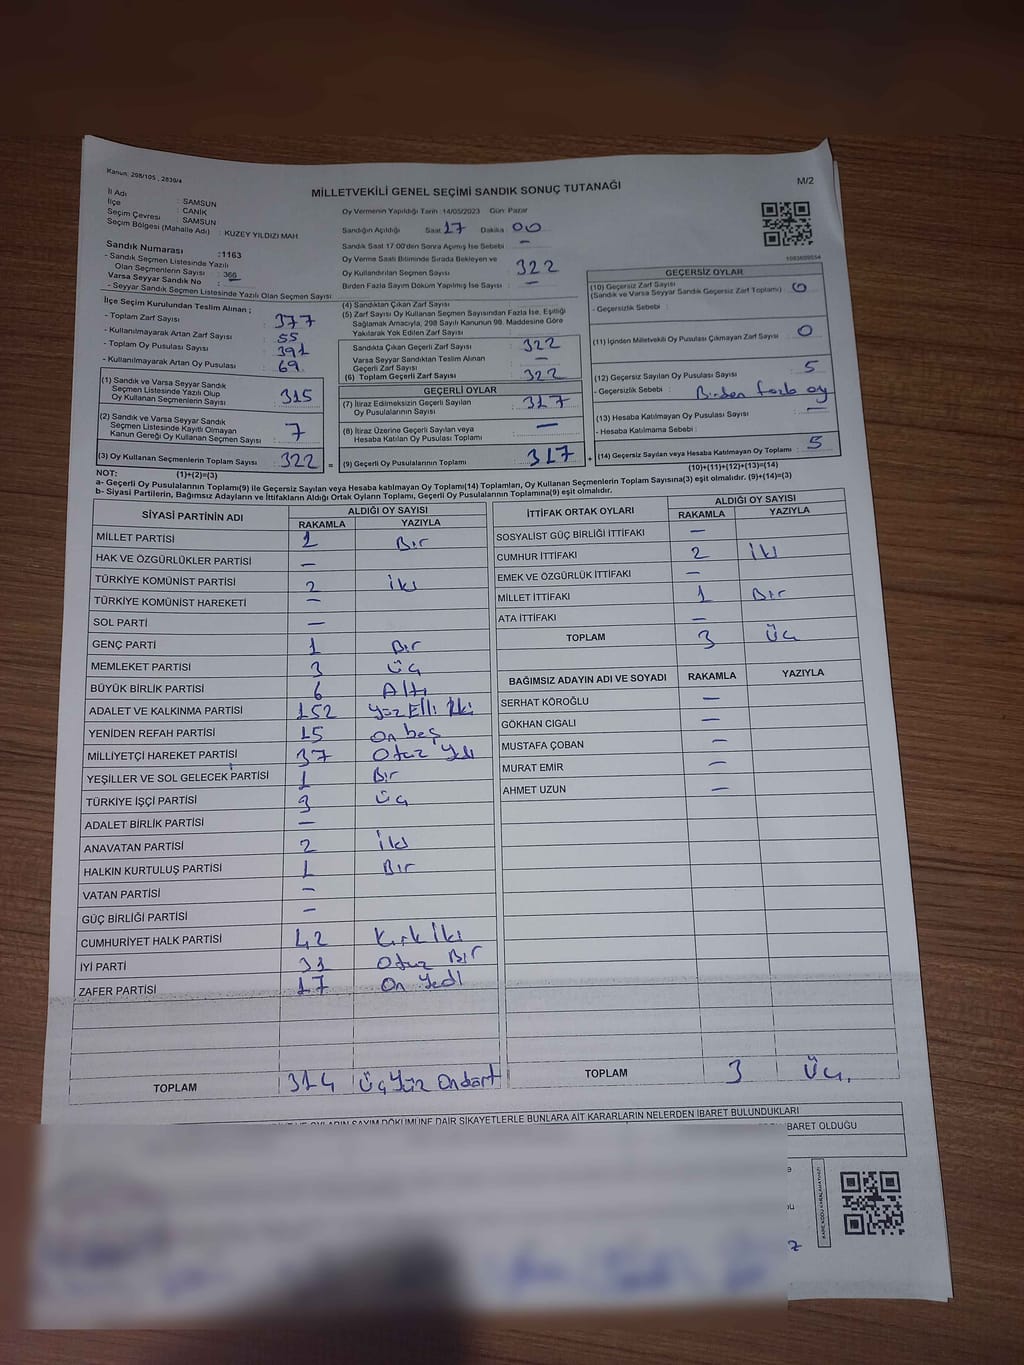 Kanun: 298/105 , 2839/4
MİLLETVEKİLİ GENEL SEÇİMİ SANDIK SONUÇ TUTANAĞI
M/2
İl Adı : SAMSUN
İlçe : CANİK
Seçim Çevresi : SAMSUN
Seçim Bölgesi (Mahalle Adı) : KUZEY YILDIZI MAH
Sandık Numarası :1163
- Sandık Seçmen Listesinde Yazılı
Olan Seçmenlerin Sayısı : 366
Varsa Seyyar Sandık No : –
- Seyyar Sandık Seçmen Listesinde Yazılı Olan Seçmen Sayısı
Oy Vermenin Yapıldığı Tarih : 14/05/2023 Gün: Pazar
Sandığın Açıldığı Saat 17 Dakika 00
Sandık Saat 17:00'den Sonra Açımış İse Sebebi : –
Oy Verme Saati Bitiminde Sırada Bekleyen ve
Oy Kullandırılan Seçmen Sayısı : 322
Birden Fazla Sayım Döküm Yapılmış İse Sayısı : –
İlçe Seçim Kurulundan Teslim Alınan ;
- Toplam Zarf Sayısı : 377
- Kullanılmayarak Artan Zarf Sayısı : 55
- Toplam Oy Pusulası Sayısı : 391
- Kullanılmayarak Artan Oy Pusulası : 69
(1) Sandık ve Varsa Seyyar Sandık
Seçmen Listesinde Yazılı Olup
Oy Kullanan Seçmenlerin Sayısı : 315
(2) Sandık ve Varsa Seyyar Sandık
Seçmen Listesinde Kayıtlı Olmayan
Kanun Gereği Oy Kullanan Seçmen Sayısı : 7
(3) Oy Kullanan Seçmenlerin Toplam Sayısı : 322 =
(4) Sandıktan Çıkan Zarf Sayısı
(5) Zarf Sayısı Oy Kullanan Seçmen Sayısından Fazla İse, Eşitliği
Sağlamak Amacıyla, 298 Sayılı Kanunun 98. Maddesine Göre
Yakılarak Yok Edilen Zarf Sayısı :
Sandıkta Çıkan Geçerli Zarf Sayısı : 322
Varsa Seyyar Sandıktan Teslim Alınan
Geçerli Zarf Sayısı : –
(6) Toplam Geçerli Zarf Sayısı : 322
GEÇERLİ OYLAR
(7) İtiraz Edilmeksizin Geçerli Sayılan
Oy Pusulalarının Sayısı : 317
(8) İtiraz Üzerine Geçerli Sayılan veya
Hesaba Katılan Oy Pusulası Toplamı : –
(9) Geçerli Oy Pusulalarının Toplamı : 317 +
1093609554
GEÇERSİZ OYLAR
(10) Geçersiz Zarf Sayısı
(Sandık ve Varsa Seyyar Sandık Geçersiz Zarf Toplamı) : 0
- Geçersizlik Sebebi :
(11) İçinden Milletvekili Oy Pusulası Çıkmayan Zarf Sayısı : 0
(12) Geçersiz Sayılan Oy Pusulası Sayısı : 5
- Geçersizlik Sebebi : Birden fazla oy
(13) Hesaba Katılmayan Oy Pusulası Sayısı : –
- Hesaba Katılmama Sebebi :
(14) Geçersiz Sayılan veya Hesaba Katılmayan Oy Toplamı : 5
NOT: (1)+(2)=(3)
(10)+(11)+(12)+(13)=(14)
a- Geçerli Oy Pusulalarının Toplamı(9) ile Geçersiz Sayılan veya Hesaba Katılmayan Oy Toplamı(14) Toplamları, Oy Kullanan Seçmenlerin Toplam Sayısına(3) eşit olmalıdır. (9)+(14)=(3)
b- Siyasi Partilerin, Bağımsız Adayların ve İttifakların Aldığı Ortak Oyların Toplamı, Geçerli Oy Pusulalarının Toplamına(9) eşit olmalıdır.
SİYASİ PARTİNİN ADI ALDIĞI OY SAYISI
RAKAMLA YAZIYLA
MİLLET PARTİSİ 1 Bir
HAK VE ÖZGÜRLÜKLER PARTİSİ –
TÜRKİYE KOMÜNİST PARTİSİ 2 İki
TÜRKİYE KOMÜNİST HAREKETİ –
SOL PARTİ –
GENÇ PARTİ 1 Bir
MEMLEKET PARTİSİ 3 Üç
BÜYÜK BİRLİK PARTİSİ 6 Altı
ADALET VE KALKINMA PARTİSİ 152 Yüz Elli İki
YENİDEN REFAH PARTİSİ 15 On beş
MİLLİYETÇİ HAREKET PARTİSİ 37 Otuz Yedi
YEŞİLLER VE SOL GELECEK PARTİSİ 1 Bir
TÜRKİYE İŞÇİ PARTİSİ 3 Üç
ADALET BİRLİK PARTİSİ –
ANAVATAN PARTİSİ 2 İki
HALKIN KURTULUŞ PARTİSİ 1 Bir
VATAN PARTİSİ –
GÜÇ BİRLİĞİ PARTİSİ –
CUMHURİYET HALK PARTİSİ 42 Kırk İki
İYİ PARTİ 31 Otuz Bir
ZAFER PARTİSİ 17 On Yedi
TOPLAM 314 Üç Yüz Ondört
İTTİFAK ORTAK OYLARI ALDIĞI OY SAYISI
RAKAMLA YAZIYLA
SOSYALİST GÜÇ BİRLİĞİ İTTİFAKI –
CUMHUR İTTİFAKI 2 İki
EMEK VE ÖZGÜRLÜK İTTİFAKI –
MİLLET İTTİFAKI 1 Bir
ATA İTTİFAKI –
TOPLAM 3 Üç
BAĞIMSIZ ADAYIN ADI VE SOYADI RAKAMLA YAZIYLA
SERHAT KÖROĞLU –
GÖKHAN CIGALI –
MUSTAFA ÇOBAN –
MURAT EMİR –
AHMET UZUN –
TOPLAM 3 Üç.
OYLARIN SAYIM DÖKÜMÜNE DAİR ŞİKAYETLERLE BUNLARA AİT KARARLARIN NELERDEN İBARET BULUNDUKLARI
İBARET OLDUĞU